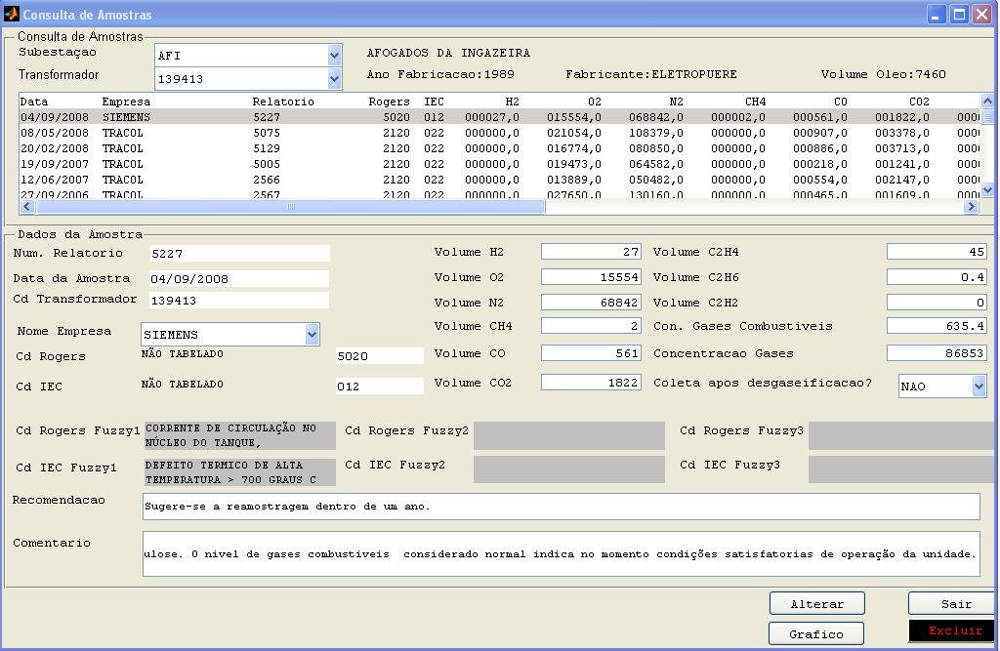 Consulta de Amostras
Consulta de Amostras
Subestaçao AFI AFOGADOS DA INGAZEIRA
Transformador 139413 Ano Fabricacao:1989 Fabricante:ELETROPUERE Volume Oleo:7460
Data Empresa Relatorio Rogers IEC H2 O2 N2 CH4 CO CO2
04/09/2008 SIEMENS 5227 5020 012 000027,0 015554,0 068842,0 000002,0 000561,0 001822,0 000
08/05/2008 TRACOL 5075 2120 022 000000,0 021054,0 108379,0 000000,0 000907,0 003378,0 000
20/02/2008 TRACOL 5129 2120 022 000000,0 016774,0 080850,0 000000,0 000886,0 003713,0 000
19/09/2007 TRACOL 5005 2120 022 000000,0 019473,0 064582,0 000000,0 000218,0 001241,0 000
12/06/2007 TRACOL 2566 2120 022 000000,0 013889,0 050482,0 000000,0 000554,0 002147,0 000
27/09/2006 TRACOL 2567 2120 022 000000,0 027650,0 130160,0 000000,0 000465,0 001609,0 000
Dados da Amostra
Num. Relatorio 5227 Volume H2 27 Volume C2H4 45
Data da Amostra 04/09/2008 Volume O2 15554 Volume C2H6 0.4
Cd Transformador 139413 Volume N2 68842 Volume C2H2 0
Nome Empresa SIEMENS Volume CH4 2 Con. Gases Combustiveis 635.4
Cd Rogers NÃO TABELADO 5020 Volume CO 561 Concentracao Gases 86853
Cd IEC NÃO TABELADO 012 Volume CO2 1822 Coleta apos desgaseificacao? NAO
Cd Rogers Fuzzy1 CORRENTE DE CIRCULAÇÃO NO Cd Rogers Fuzzy2 Cd Rogers Fuzzy3
NÚCLEO DO TANQUE,
Cd IEC Fuzzy1 DEFEITO TERMICO DE ALTA Cd IEC Fuzzy2 Cd IEC Fuzzy3
TEMPERATURA > 700 GRAUS C
Recomendacao Sugere-se a reamostragem dentro de um ano.
Comentario ulose. O nivel de gases combustiveis considerado normal indica no momento condições satisfatorias de operação da unidade.
Alterar Sair
Grafico Excluir